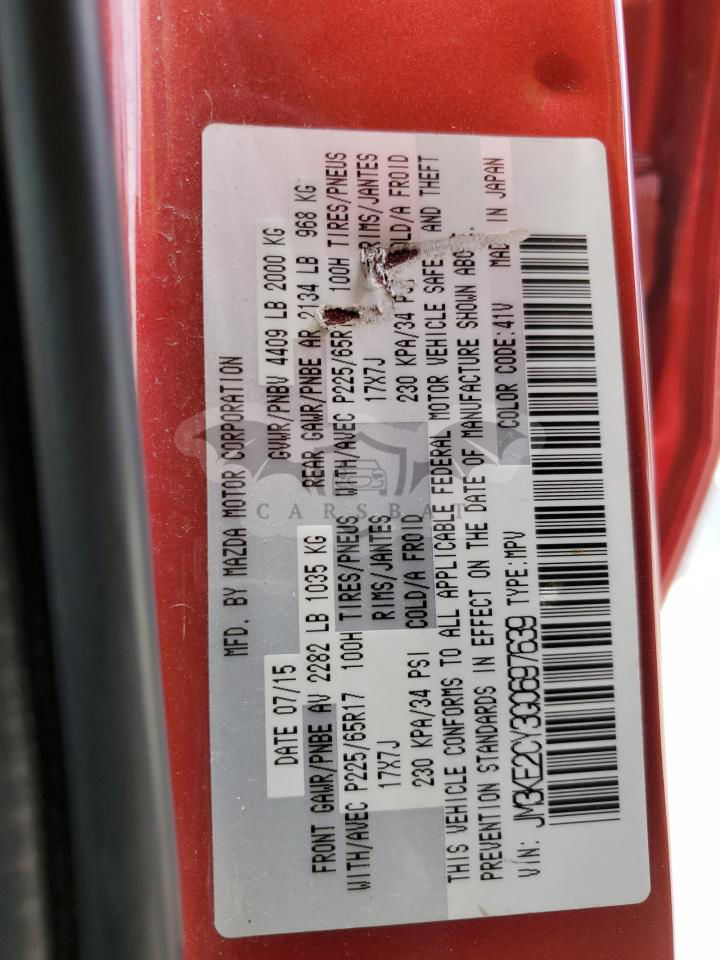 MFD. BY MAZDA MOTOR CORPORATION
DATE 07/15 GVWR/PNBV 4409 LB 2000 KG
FRONT GAWR/PNBE AV 2282 LB 1035 KG REAR GAWR/PNBE AR 2134 LB 968 KG
WITH/AVEC P225/65R17 100H TIRES/PNEUS WITH/AVEC P225/65R 100H TIRES/PNEUS
17X7J RIMS/JANTES 17X7J RIMS/JANTES
230 KPA/34 PSI COLD/A FROID 230 KPA/34 PSI COLD/A FROID
THIS VEHICLE CONFORMS TO ALL APPLICABLE FEDERAL MOTOR VEHICLE SAFE AND THEFT
PREVENTION STANDARDS IN EFFECT ON THE DATE OF MANUFACTURE SHOWN ABO
COLOR CODE:41V MAD IN JAPAN
VIN: JM3KE2CY3G0697639 TYPE:MPV
CARSBAT